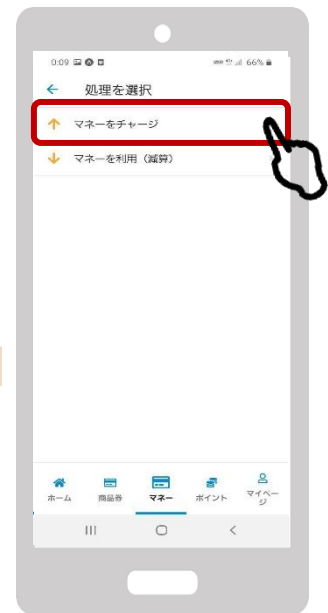 0:09 66%
処理を選択
マネーをチャージ
マネーを利用（減算）
ホーム 商品券 マネー ポイント マイページ